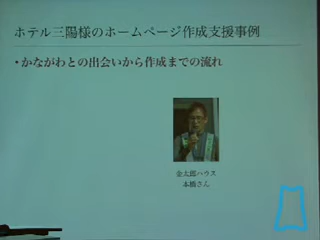 ホテル三陽様のホームページ作成支援事例
・かながわとの出会いから作成までの流れ
金太郎ハウス
本橋さん